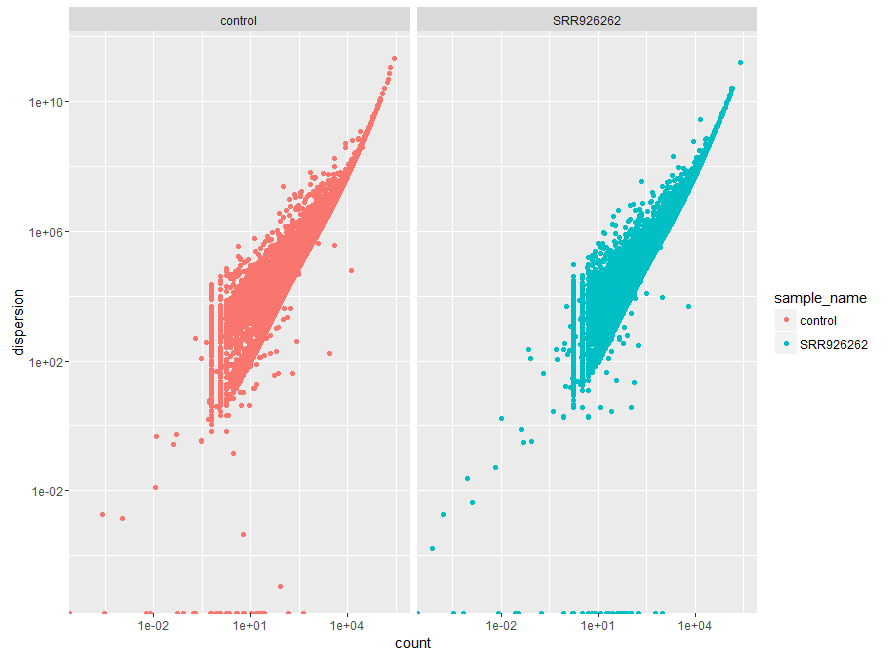 control SRR926262
1e+10
1e+06
1e+02
1e-02
dispersion
1e-02 1e+01 1e+04 1e-02 1e+01 1e+04
count
sample_name
control
SRR926262